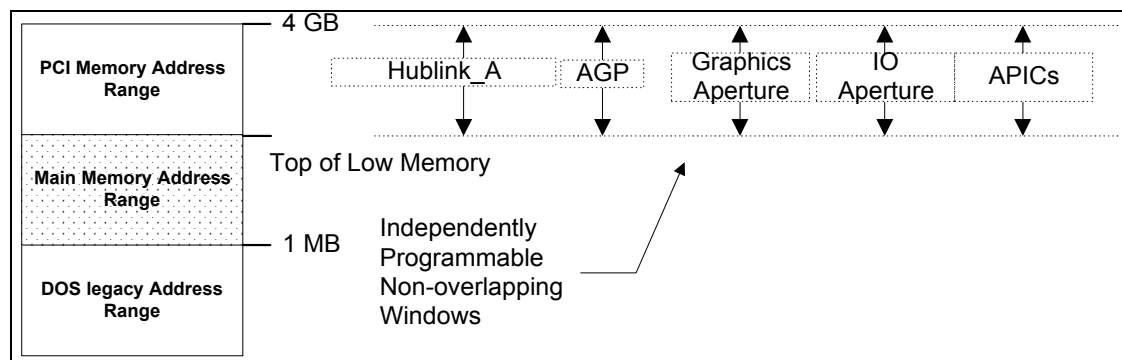 4 GB
PCI Memory Address
Range
Hublink_A
AGP
Graphics
Aperture
IO
Aperture
APICs
Top of Low Memory
Main Memory Address
Range
Independently
Programmable
Non-overlapping
Windows
1 MB
DOS legacy Address
Range